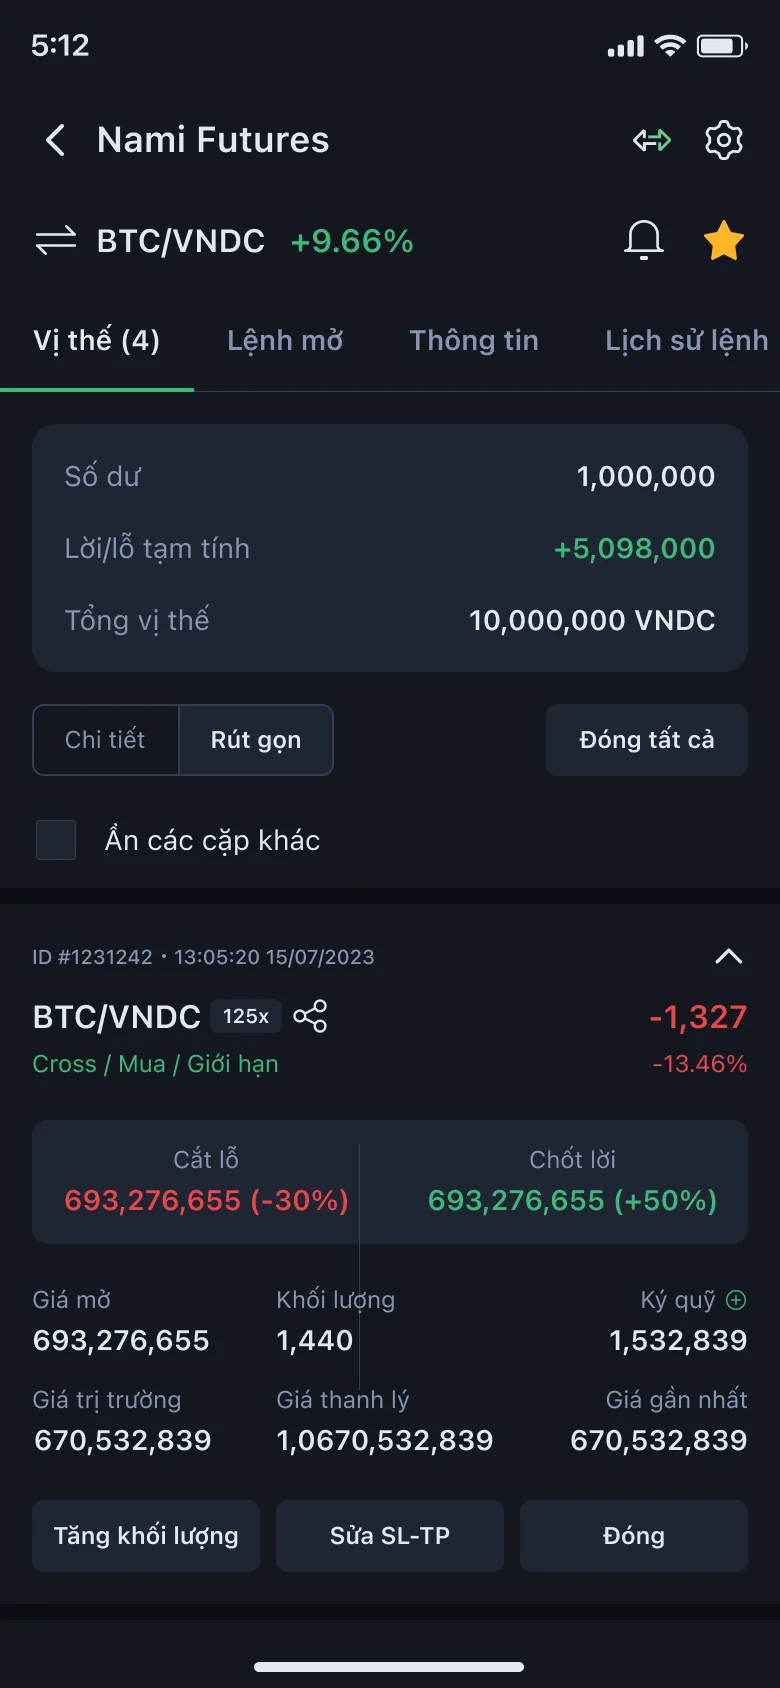 5:12
Nami Futures
BTC/VNDC +9.66%
Vị thế (4) Lệnh mở Thông tin Lịch sử lệnh
Số dư 1,000,000
Lời/lỗ tạm tính +5,098,000
Tổng vị thế 10,000,000 VNDC
Chi tiết Rút gọn Đóng tất cả
Ẩn các cặp khác
ID #1231242 • 13:05:20 15/07/2023
BTC/VNDC 125x -1,327
Cross / Mua / Giới hạn -13.46%
Cắt lỗ Chốt lời
693,276,655 (-30%) 693,276,655 (+50%)
Giá mở Khối lượng Ký quỹ
693,276,655 1,440 1,532,839
Giá trị trường Giá thanh lý Giá gần nhất
670,532,839 1,0670,532,839 670,532,839
Tăng khối lượng Sửa SL-TP Đóng